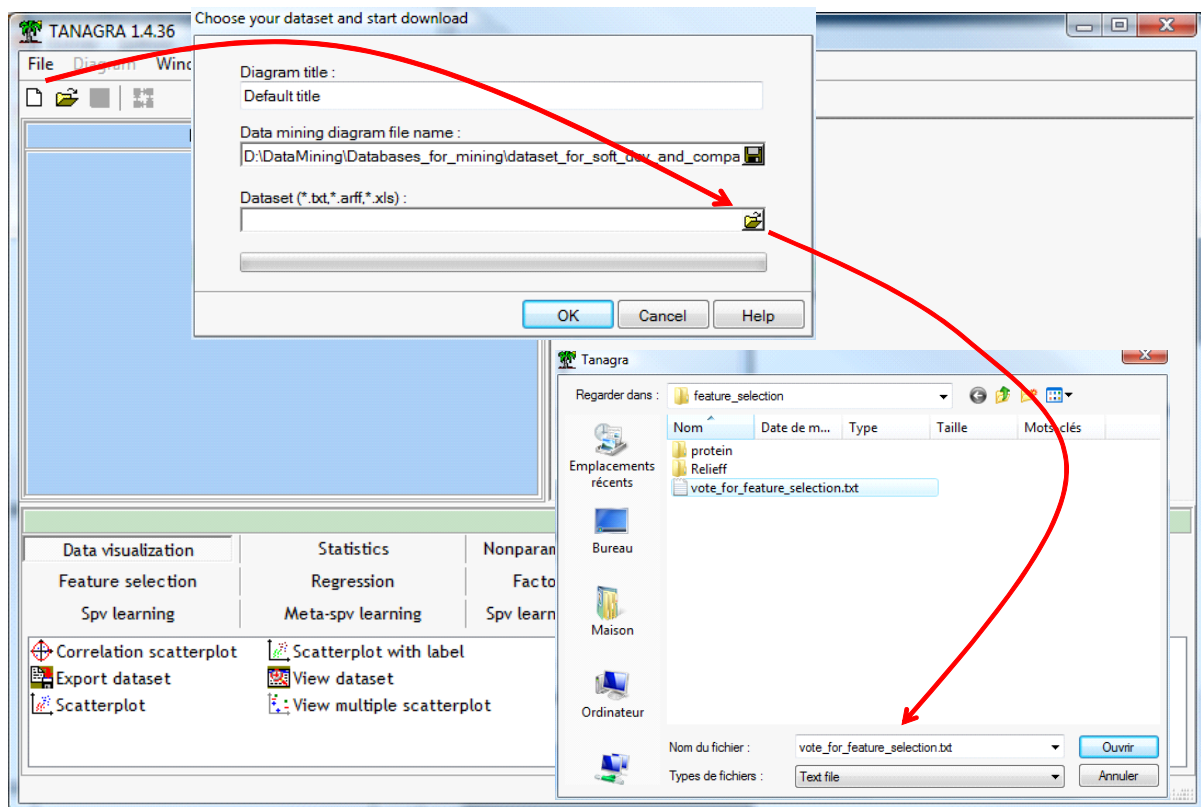 TANAGRA 1.4.36
Choose your dataset and start download
File Diagram
Diagram title :
Default title
Data mining diagram file name :
D:\DataMining\Databases_for_mining\dataset_for_soft_dev_and_compa
Dataset (*.txt,*.arff,*.xls) :
OK Cancel Help
Tanagra
Regarder dans : feature_selection
Nom Date de m... Type Taille Mots clés
protein
Relieff
vote_for_feature_selection.txt
Emplacements
récents
Bureau
Maison
Ordinateur
Nom du fichier : vote_for_feature_selection.txt Ouvrir
Types de fichiers : Text file Annuler
Data visualization Statistics Nonparam
Feature selection Regression Facto
Spv learning Meta-spv learning Spv learn
Correlation scatterplot Scatterplot with label
Export dataset View dataset
Scatterplot View multiple scatterplot